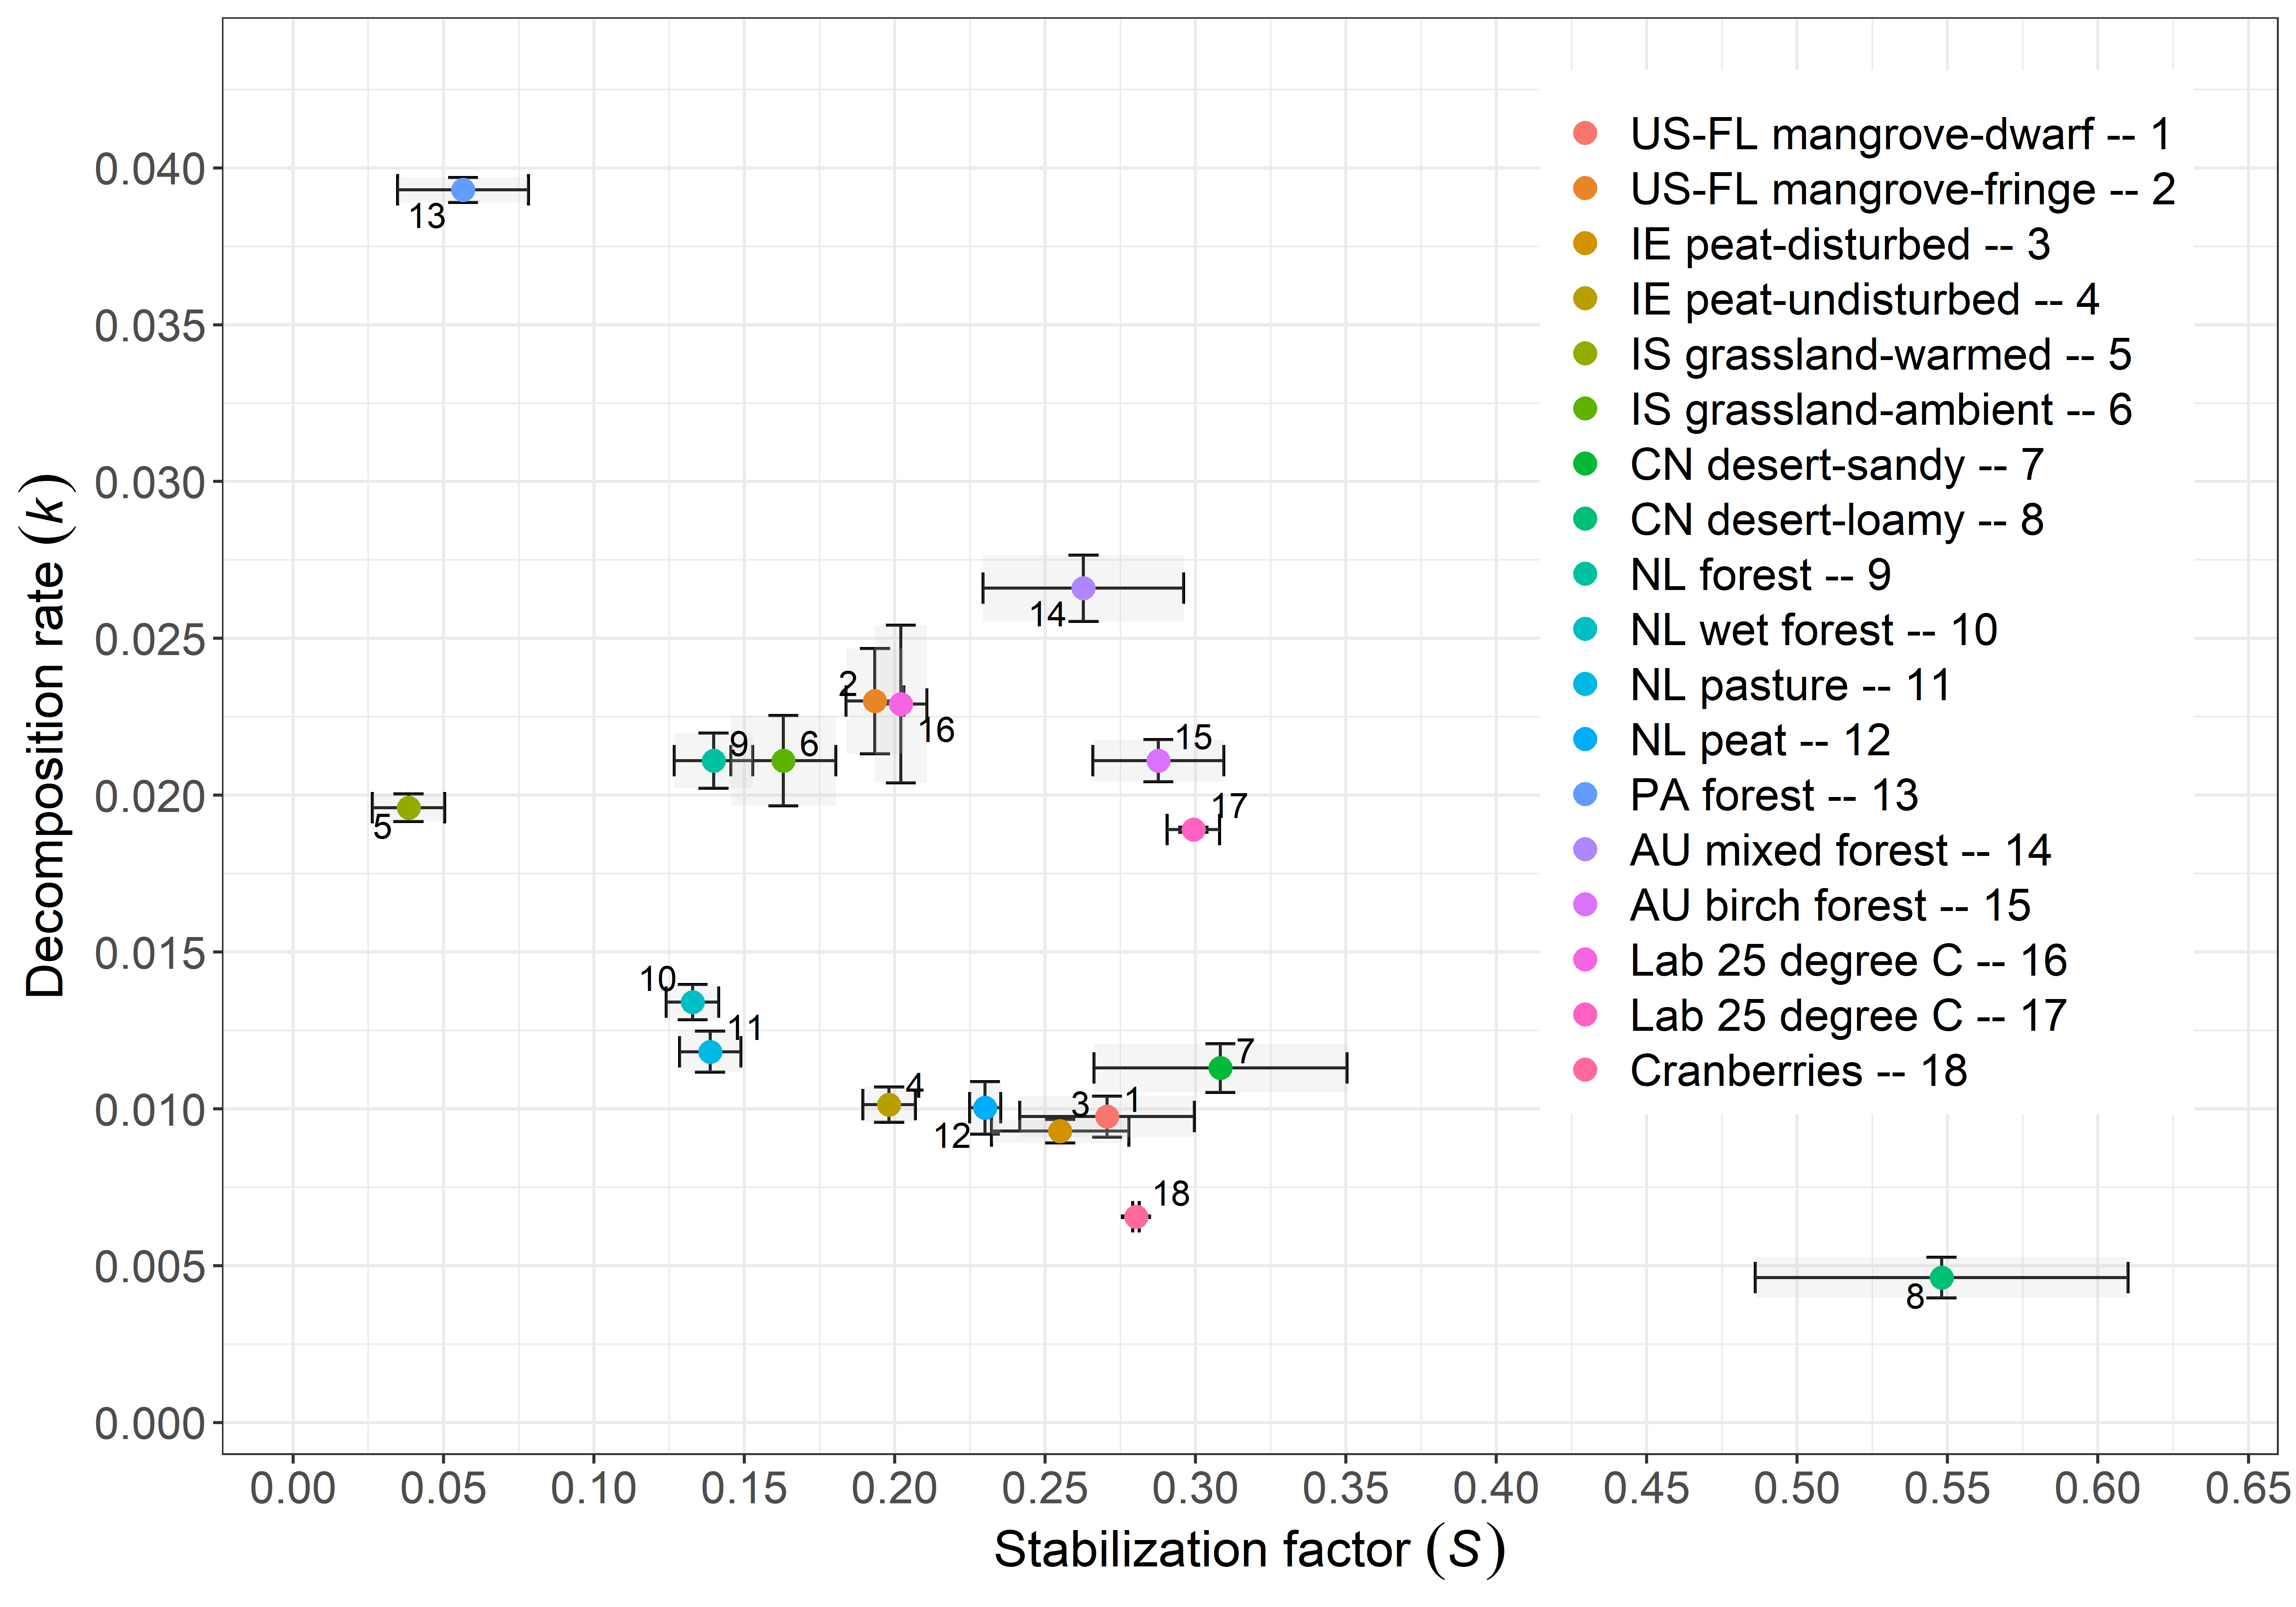 0.040
0.035
0.030
0.025
0.020
0.015
0.010
0.005
0.000
Decomposition rate (k)
0.00 0.05 0.10 0.15 0.20 0.25 0.30 0.35 0.40 0.45 0.50 0.55 0.60 0.65
Stabilization factor (S)
13
14
2
16
9
6
15
5
17
10
11
4
7
3
1
12
18
8
US-FL mangrove-dwarf -- 1
US-FL mangrove-fringe -- 2
IE peat-disturbed -- 3
IE peat-undisturbed -- 4
IS grassland-warmed -- 5
IS grassland-ambient -- 6
CN desert-sandy -- 7
CN desert-loamy -- 8
NL forest -- 9
NL wet forest -- 10
NL pasture -- 11
NL peat -- 12
PA forest -- 13
AU mixed forest -- 14
AU birch forest -- 15
Lab 25 degree C -- 16
Lab 25 degree C -- 17
Cranberries -- 18